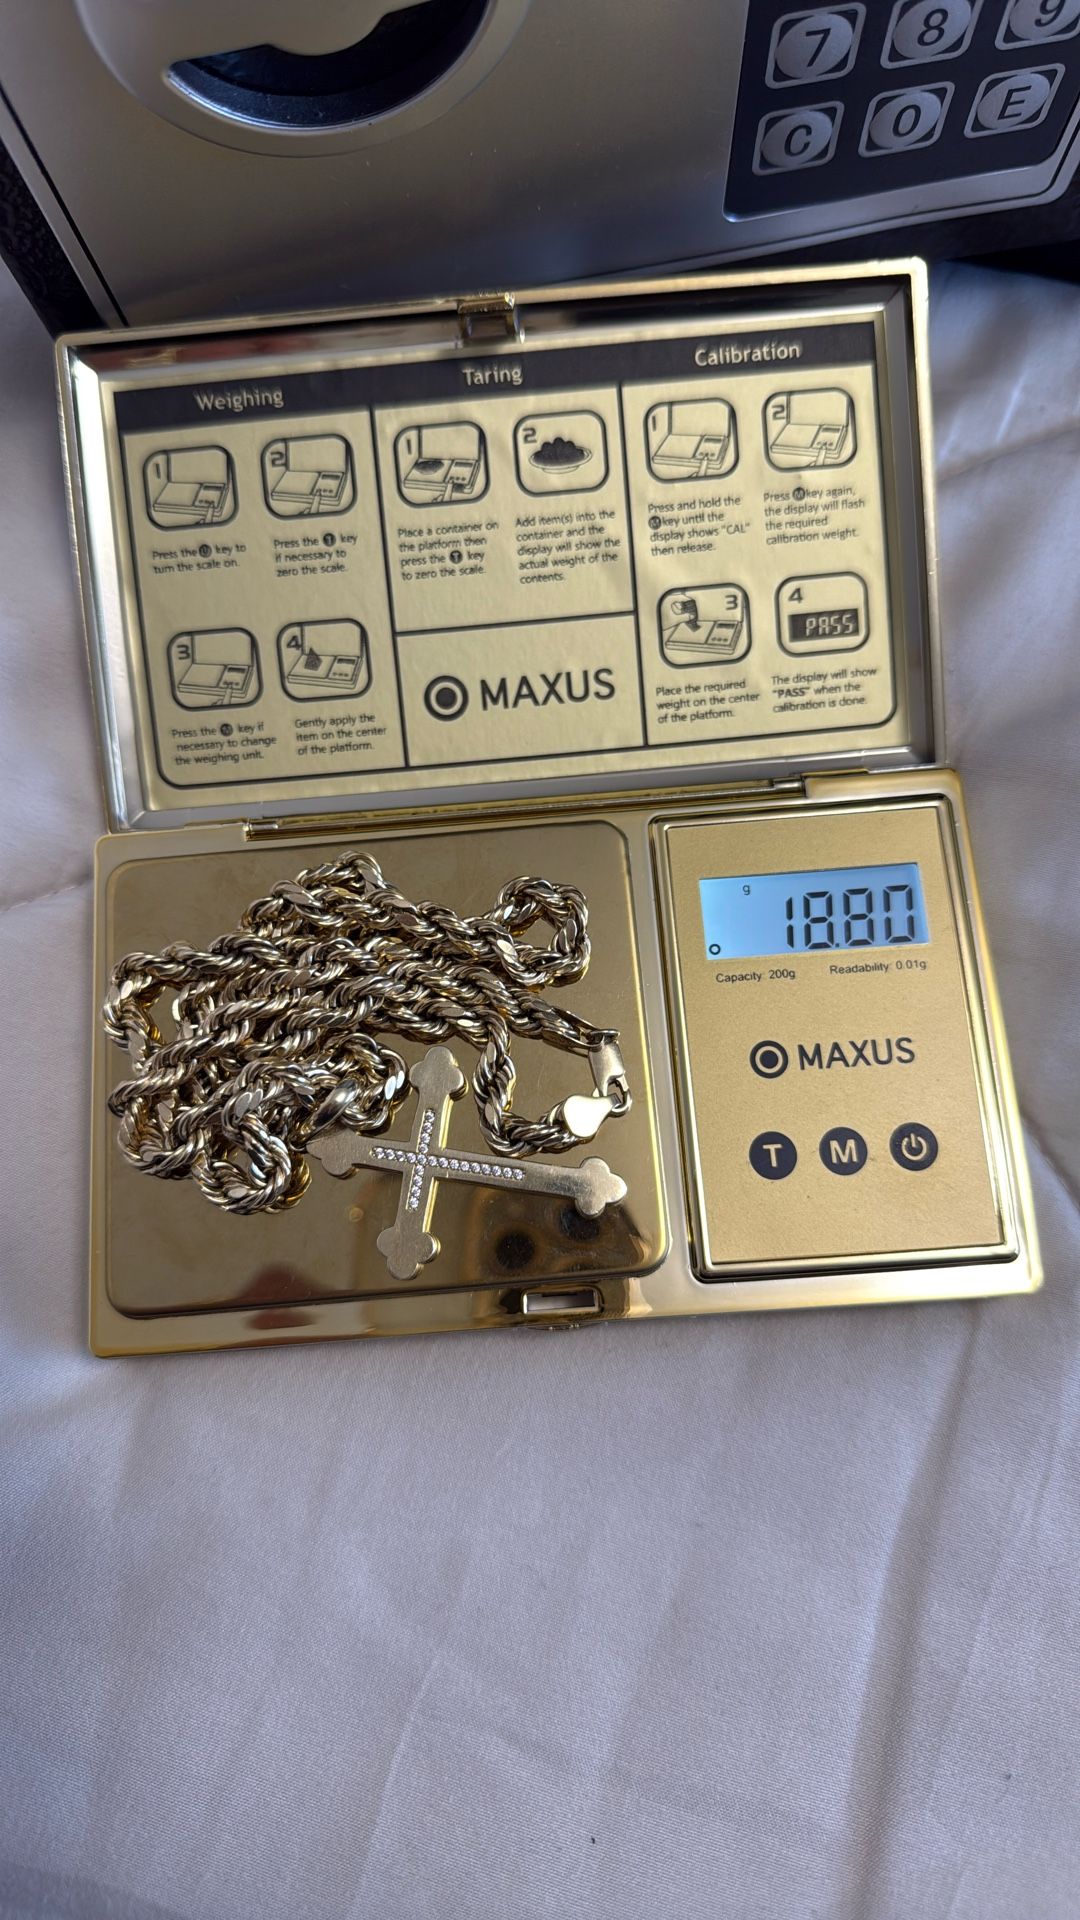 7 8 9
C 0 E
Weighing
1
2
Press the U key to
turn the scale on.
Press the T key
if necessary to
zero the scale.
3
4
Press the M key if
necessary to change
the weighing unit.
Gently apply the
item on the center
of the platform.
Taring
1
2
Place a container on
the platform then
press the T key
to zero the scale.
Add item(s) into the
container and the
display will show the
actual weight of the
contents.
MAXUS
Calibration
1
2
Press and hold the
M key until the
display shows "CAL"
then release.
Press M key again,
the display will flash
the required
calibration weight.
3
4
PASS
Place the required
weight on the center
of the platform.
The display will show
"PASS" when the
calibration is done.
g
18.80
Capacity: 200g Readability: 0.01g
MAXUS
T M